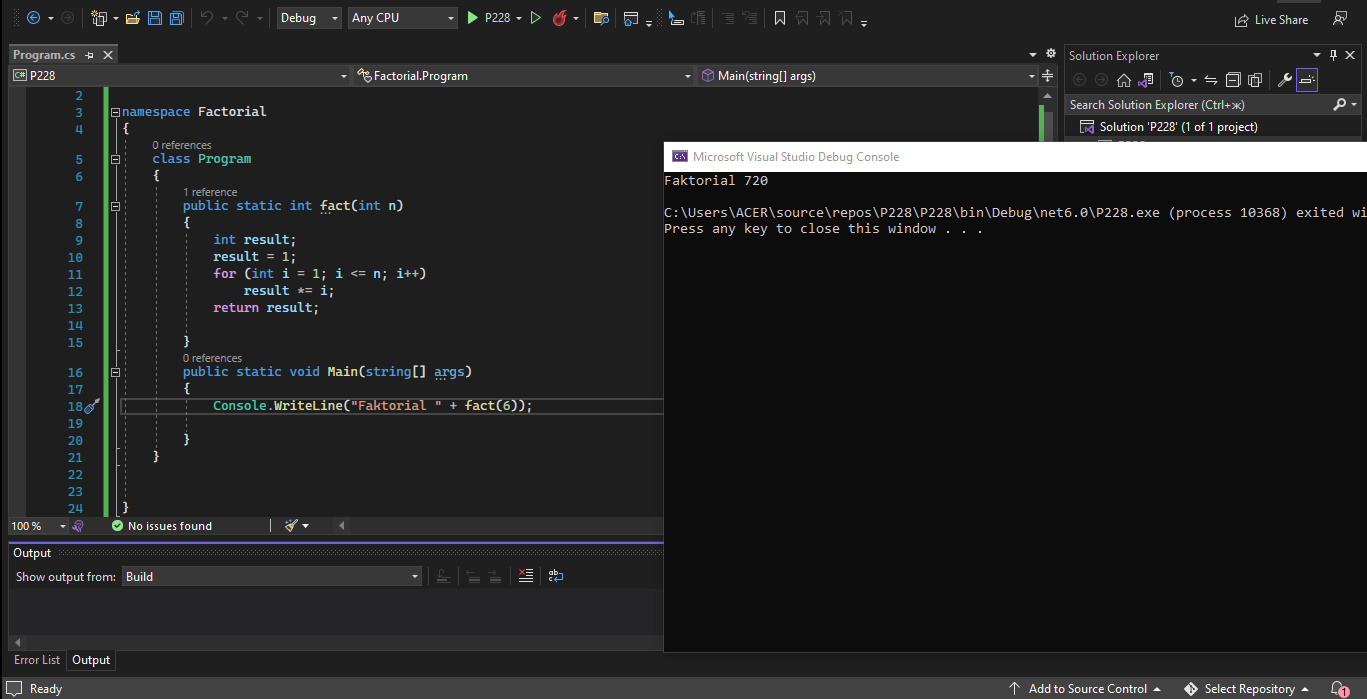 Debug Any CPU P228 Live Share
Program.cs
P228 Factorial.Program Main(string[] args)
2
3 namespace Factorial
4 {
0 references
5 class Program
6 {
1 reference
7 public static int fact(int n)
8 {
9 int result;
10 result = 1;
11 for (int i = 1; i <= n; i++)
12 result *= i;
13 return result;
14
15 }
0 references
16 public static void Main(string[] args)
17 {
18 Console.WriteLine("Faktorial " + fact(6));
19
20 }
21 }
22
23
24 }
100 % No issues found
Output
Show output from: Build
Error List Output
Ready Add to Source Control Select Repository 1
Solution Explorer
Search Solution Explorer (Ctrl+ж)
Solution 'P228' (1 of 1 project)
Microsoft Visual Studio Debug Console
Faktorial 720
C:\Users\ACER\source\repos\P228\P228\bin\Debug\net6.0\P228.exe (process 10368) exited wi
Press any key to close this window . . .